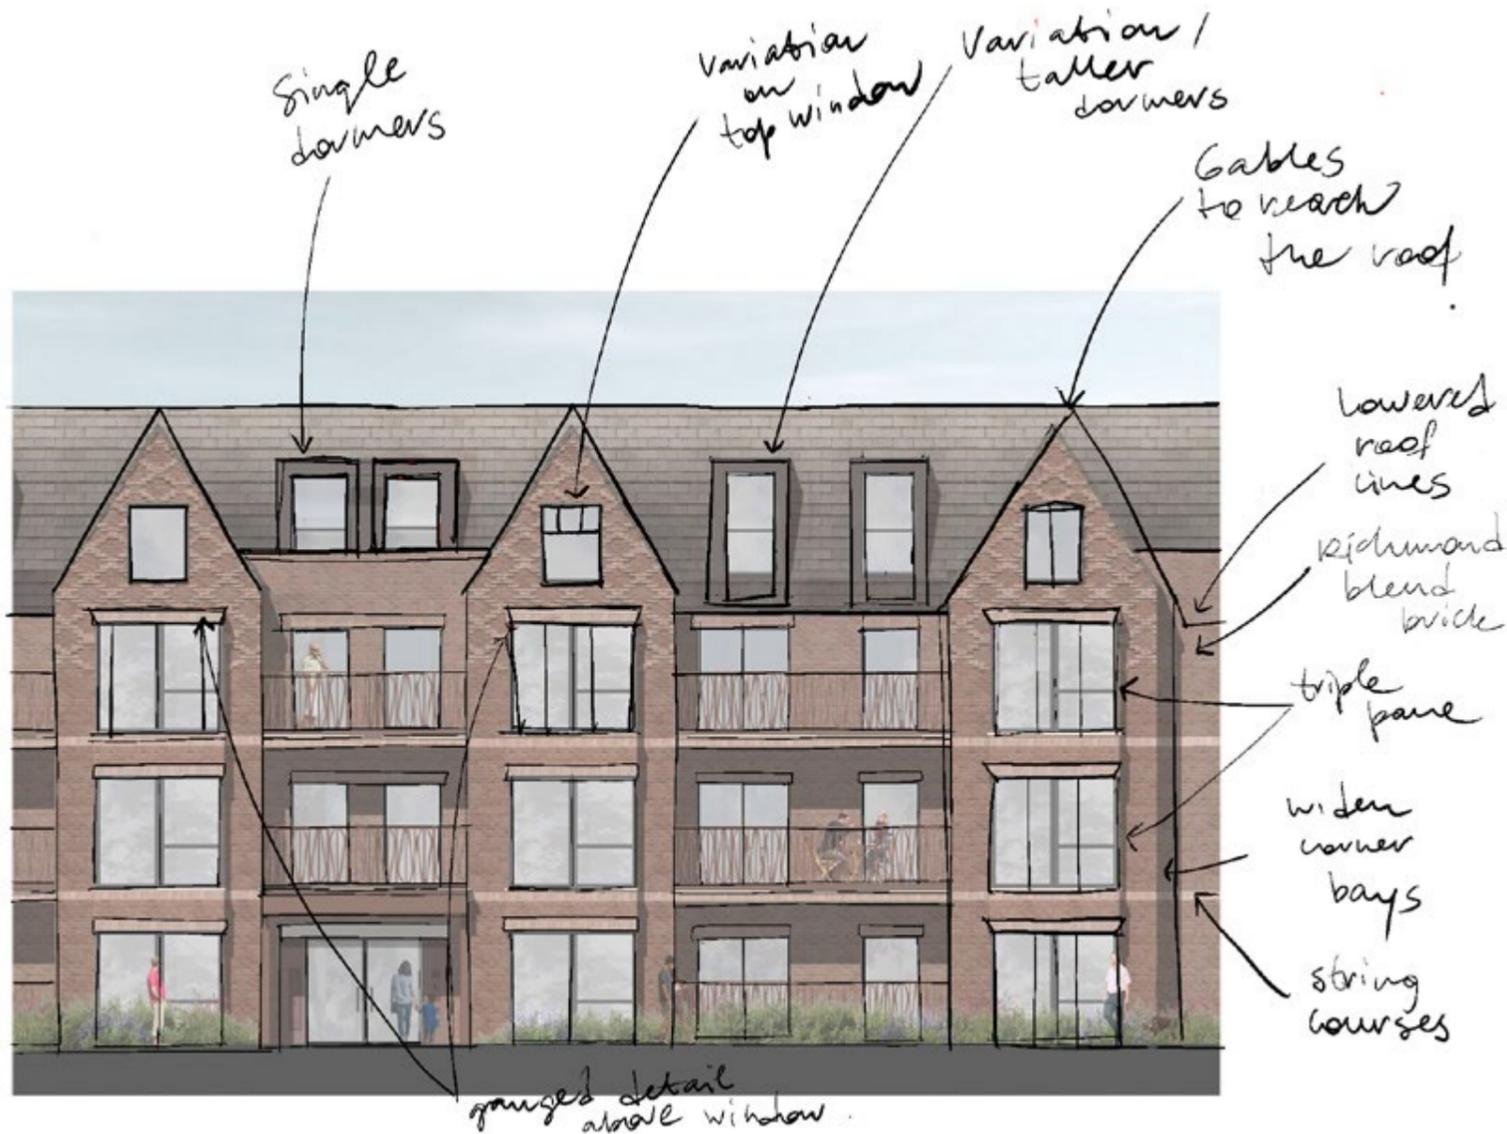 Single
dormers
Variation
on
top window
Variation /
taller
dormers
Gables
to reach
the roof
Lowered
roof
lines
Richmond
blend
brick
triple
pane
widen
corner
bays
string
courses
gauged detail
above window.